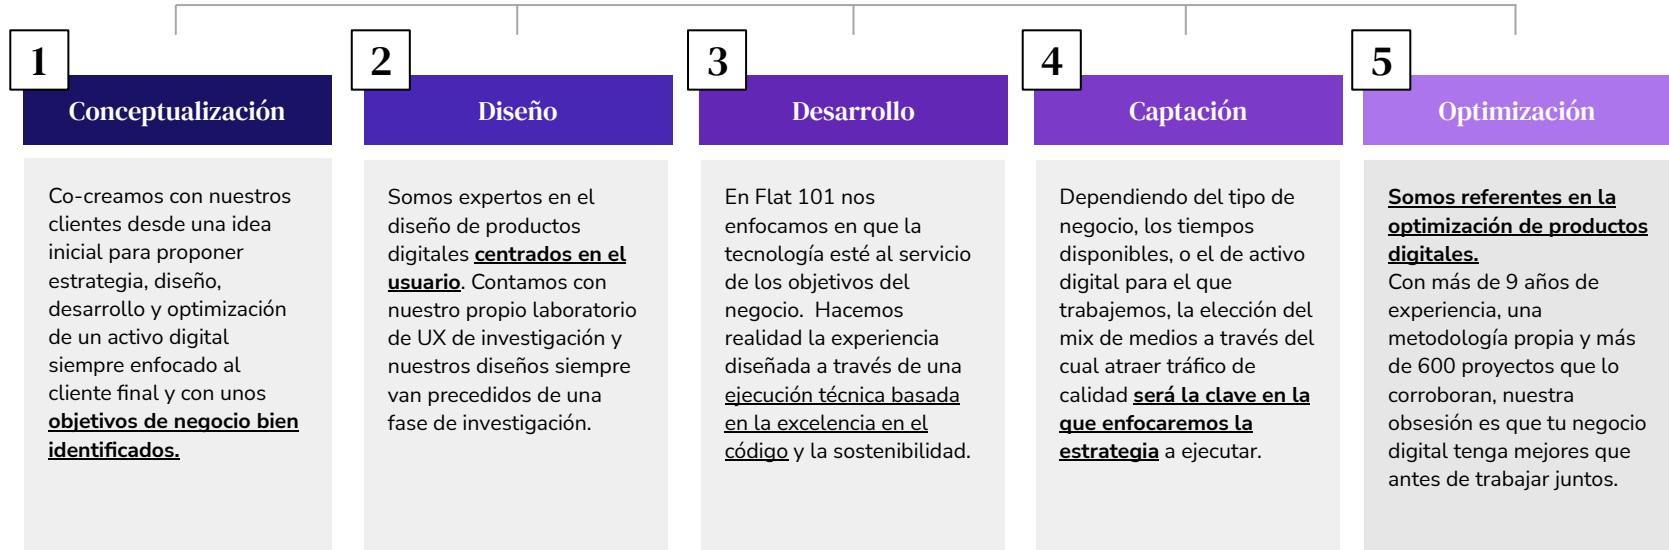 1
Conceptualización
Co-creamos con nuestros
clientes desde una idea
inicial para proponer
estrategia, diseño,
desarrollo y optimización
de un activo digital
siempre enfocado al
cliente final y con unos
objetivos de negocio bien
identificados.
2
Diseño
Somos expertos en el
diseño de productos
digitales centrados en el
usuario. Contamos con
nuestro propio laboratorio
de UX de investigación y
nuestros diseños siempre
van precedidos de una
fase de investigación.
3
Desarrollo
En Flat 101 nos
enfocamos en que la
tecnología esté al servicio
de los objetivos del
negocio.  Hacemos
realidad la experiencia
diseñada a través de una
ejecución técnica basada
en la excelencia en el
código y la sostenibilidad.
4
Captación
Dependiendo del tipo de
negocio, los tiempos
disponibles, o el de activo
digital para el que
trabajemos, la elección del
mix de medios a través del
cual atraer tráfico de
calidad será la clave en la
que enfocaremos la
estrategia a ejecutar.
5
Optimización
Somos referentes en la
optimización de productos
digitales.
Con más de 9 años de
experiencia, una
metodología propia y más
de 600 proyectos que lo
corroboran, nuestra
obsesión es que tu negocio
digital tenga mejores que
antes de trabajar juntos.